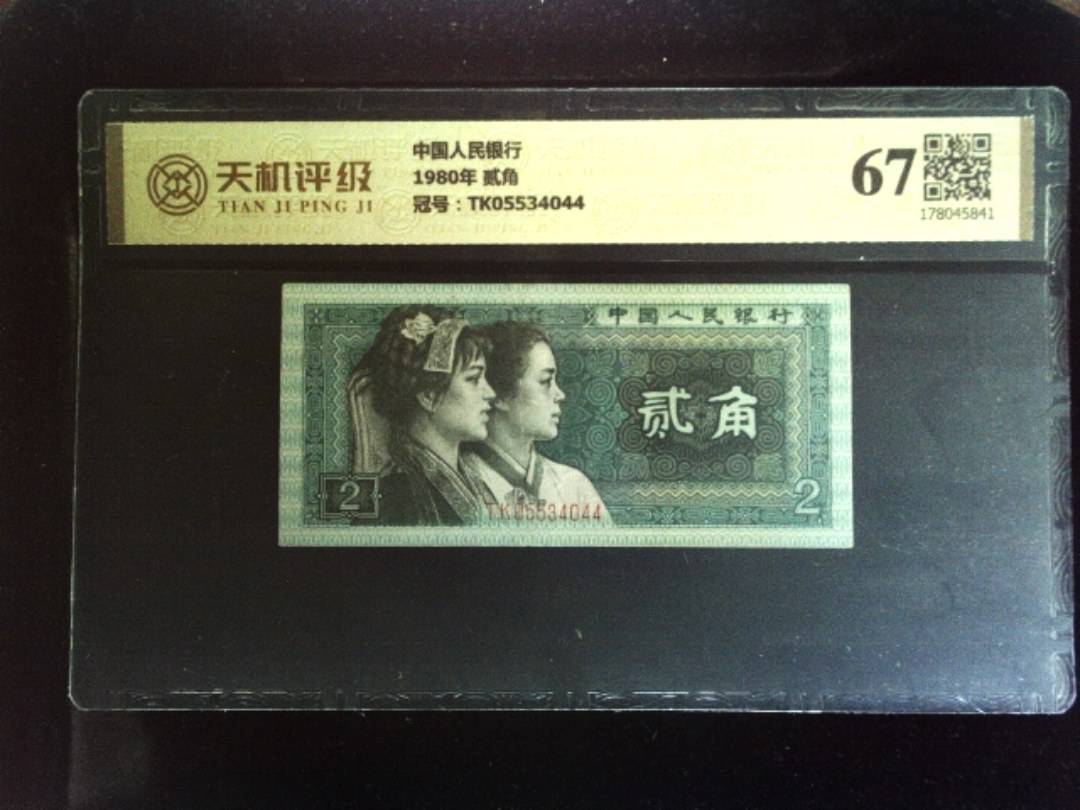 天机评级
TIAN JI PING JI
中国人民银行
1980年 贰角
冠号：TK05534044
67
178045841
中国人民银行
贰角
2
TK05534044
2